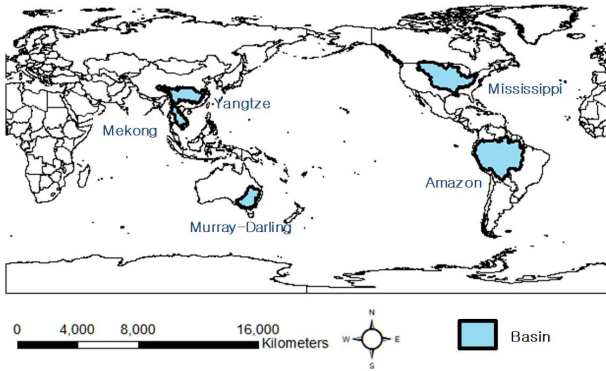 Mississippi
Yangtze
Mekong
Amazon
Murray-Darling
0 4,000 8,000 16,000
Kilometers
N
W E
S
Basin